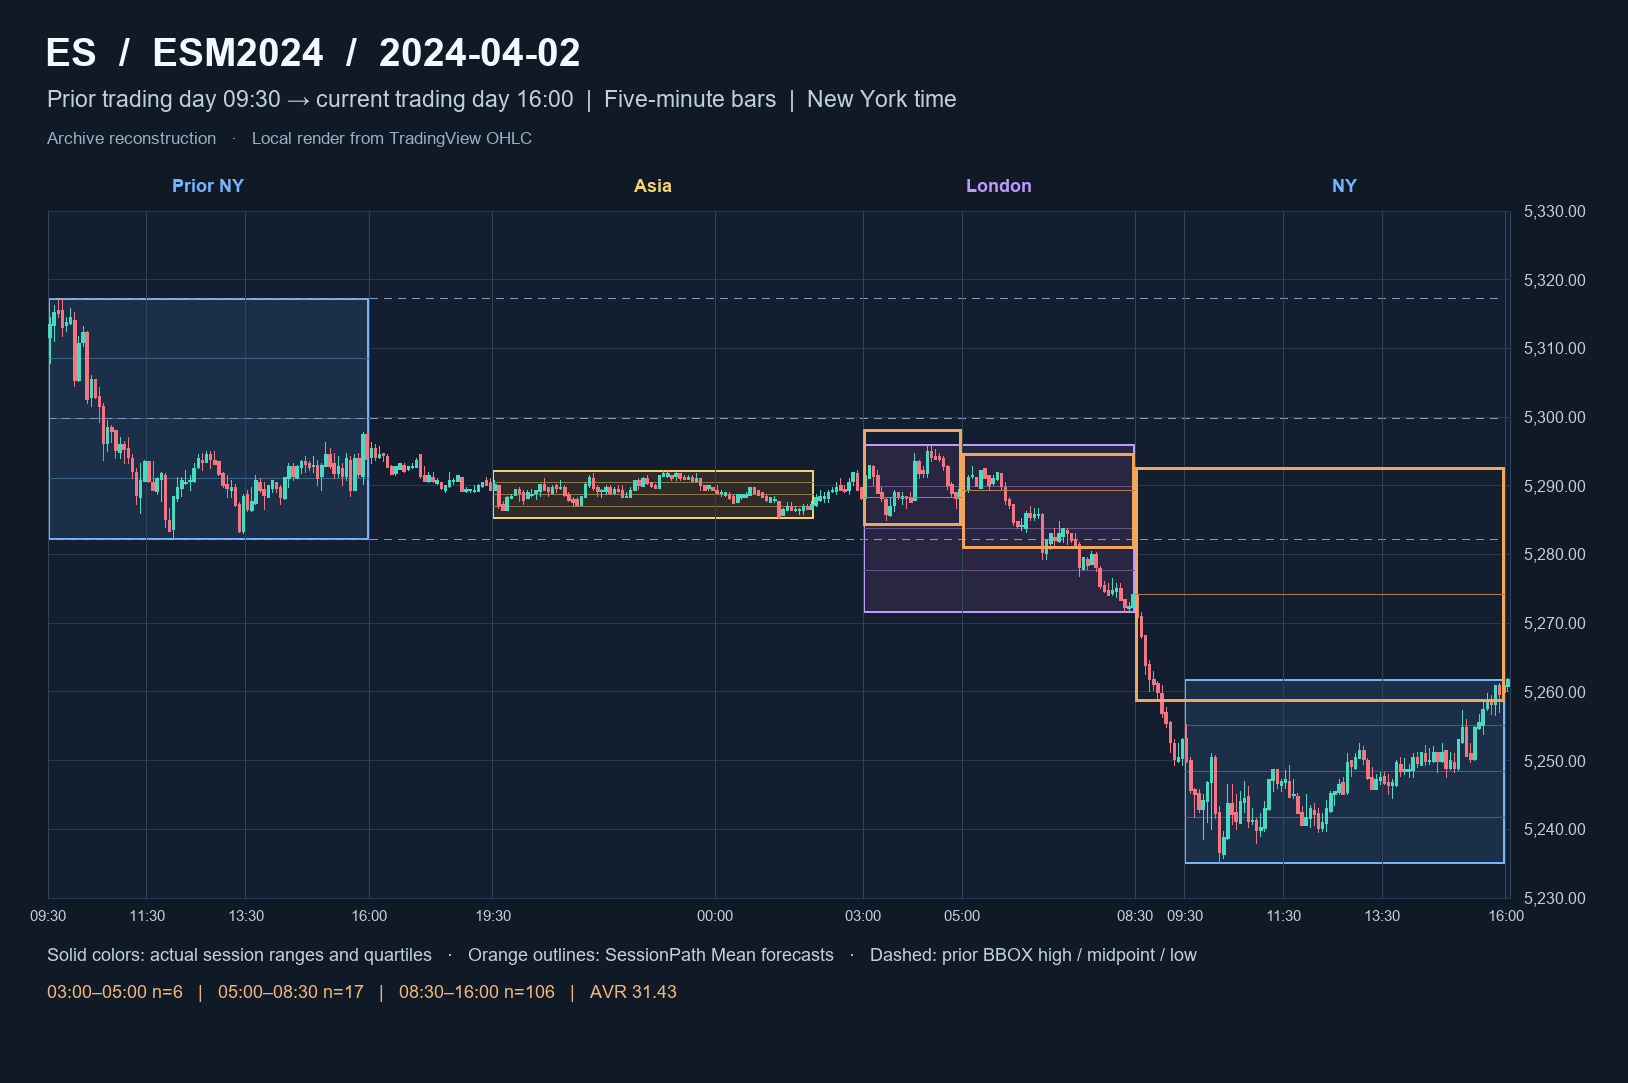 ES / ESM2024 / 2024-04-02
Prior trading day 09:30 → current trading day 16:00 | Five-minute bars | New York time
Archive reconstruction · Local render from TradingView OHLC
Prior NY Asia London NY
5,330.00
5,320.00
5,310.00
5,300.00
5,290.00
5,280.00
5,270.00
5,260.00
5,250.00
5,240.00
5,230.00
09:30 11:30 13:30 16:00 19:30 00:00 03:00 05:00 08:30 09:30 11:30 13:30 16:00
Solid colors: actual session ranges and quartiles · Orange outlines: SessionPath Mean forecasts · Dashed: prior BBOX high / midpoint / low
03:00–05:00 n=6 | 05:00–08:30 n=17 | 08:30–16:00 n=106 | AVR 31.43